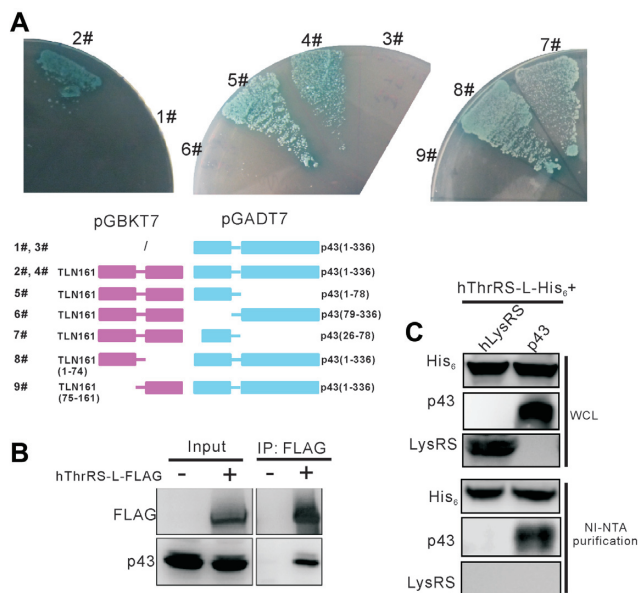 A
2#
1#
4#
3#
5#
6#
7#
8#
9#
pGBKT7 pGADT7
1#, 3# / p43(1-336)
2#, 4# TLN161 p43(1-336)
5# TLN161 p43(1-78)
6# TLN161 p43(79-336)
7# TLN161 p43(26-78)
8# TLN161 p43(1-336)
(1-74)
9# TLN161 p43(1-336)
(75-161)
B
Input IP: FLAG
hThrRS-L-FLAG - + - +
FLAG
p43
C
hThrRS-L-His₆+
hLysRS p43
His₆
p43
LysRS
WCL
His₆
p43
LysRS
NI-NTA
purification